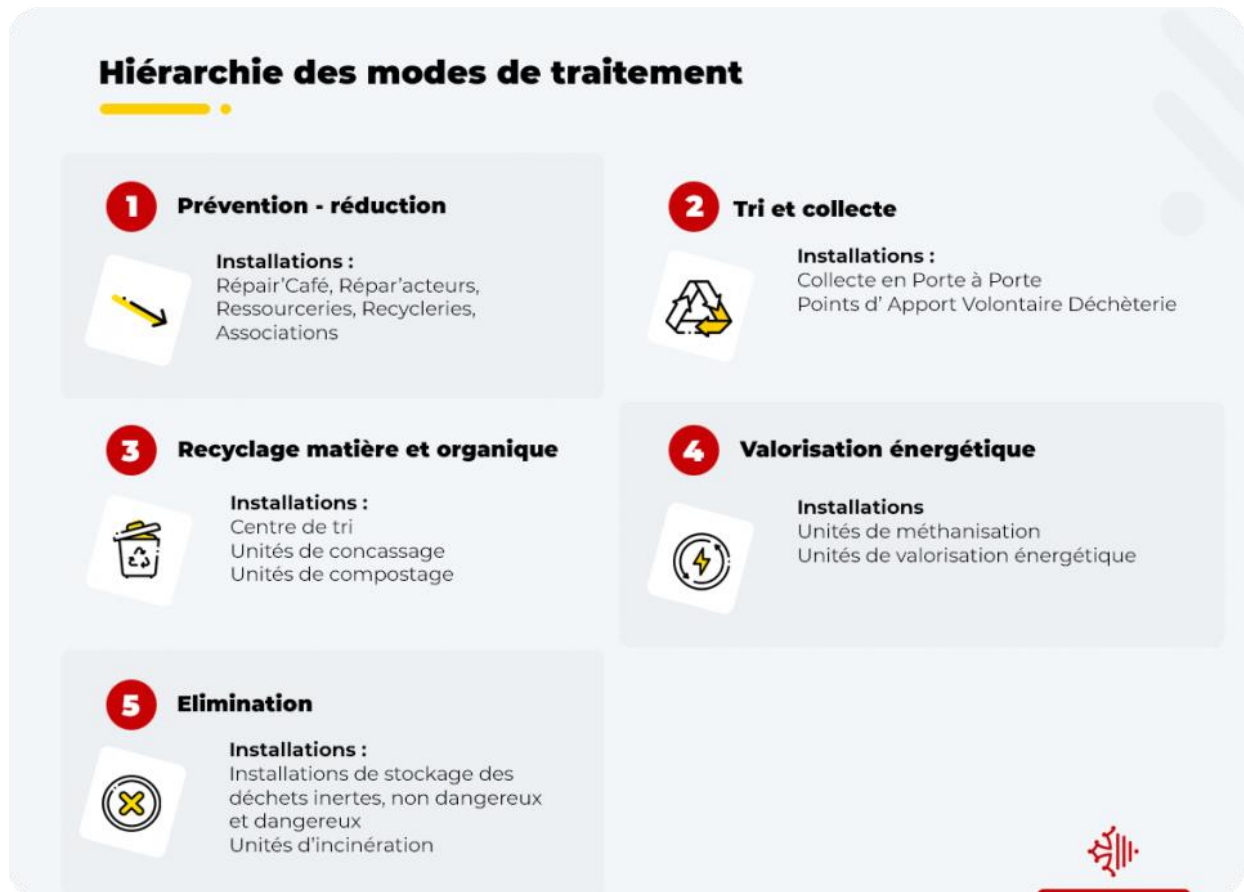 Hiérarchie des modes de traitement
1
Prévention - réduction
Installations :
Répair’Café, Répar’acteurs,
Ressourceries, Recycleries,
Associations
2
Tri et collecte
Installations :
Collecte en Porte à Porte
Points d’ Apport Volontaire Déchèterie
3
Recyclage matière et organique
Installations :
Centre de tri
Unités de concassage
Unités de compostage
4
Valorisation énergétique
Installations
Unités de méthanisation
Unités de valorisation énergétique
5
Elimination
Installations :
Installations de stockage des
déchets inertes, non dangereux
et dangereux
Unités d’incinération